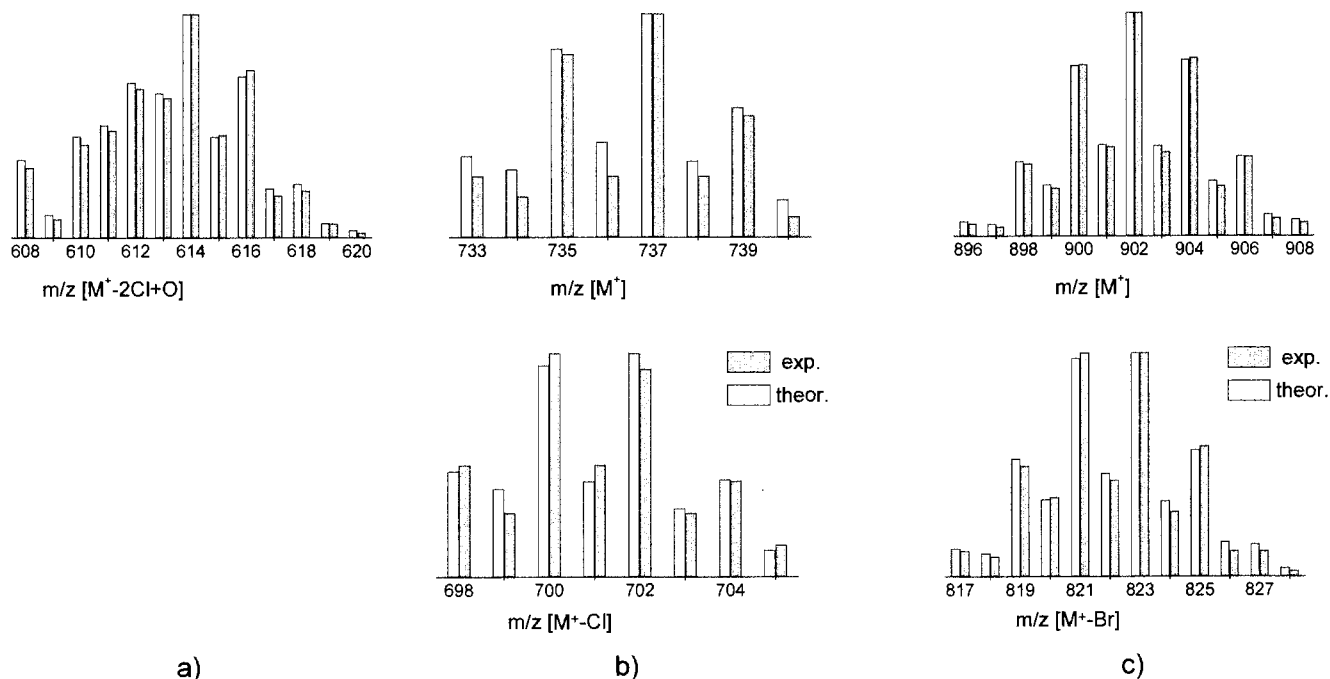 608 610 612 614 616 618 620
m/z [M⁺-2Cl+O]
733 735 737 739
m/z [M⁺]
896 898 900 902 904 906 908
m/z [M⁺]
exp.
theor.
698 700 702 704
m/z [M⁺-Cl]
exp.
theor.
817 819 821 823 825 827
m/z [M⁺-Br]
a)
b)
c)